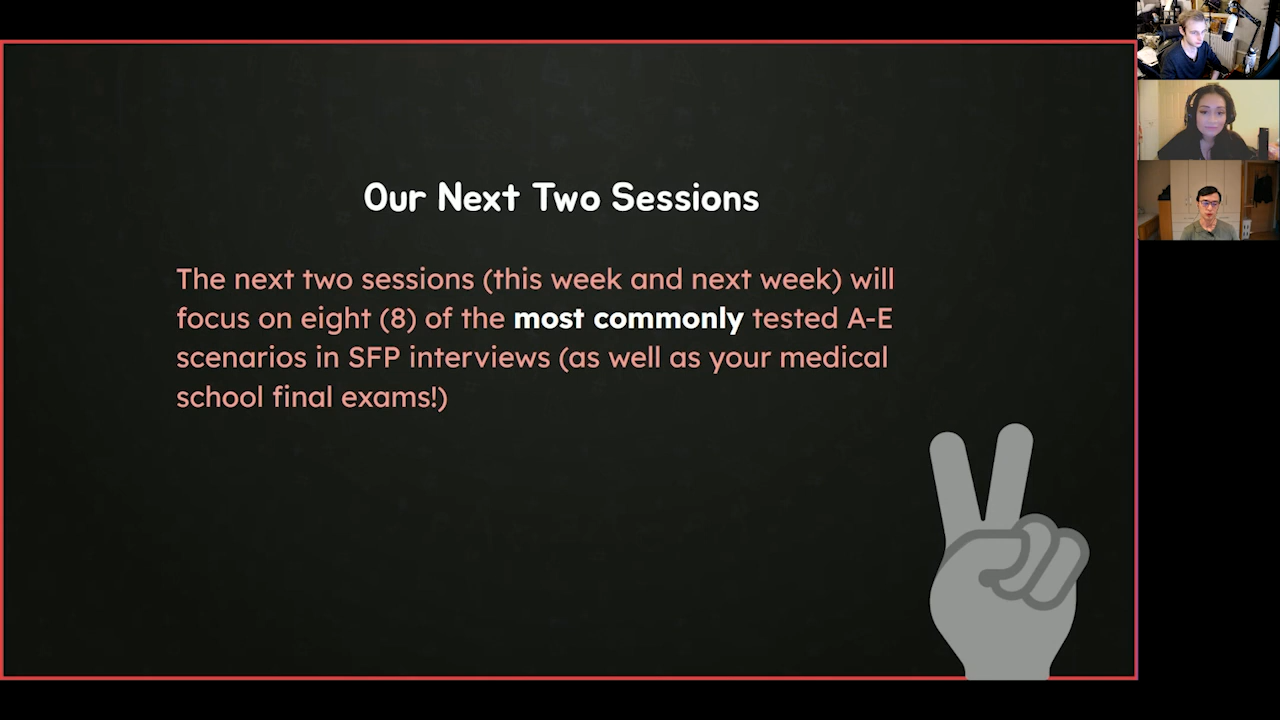 Our Next Two Sessions
The next two sessions (this week and next week) will
focus on eight (8) of the most commonly tested A-E
scenarios in SFP interviews (as well as your medical
school final exams!)